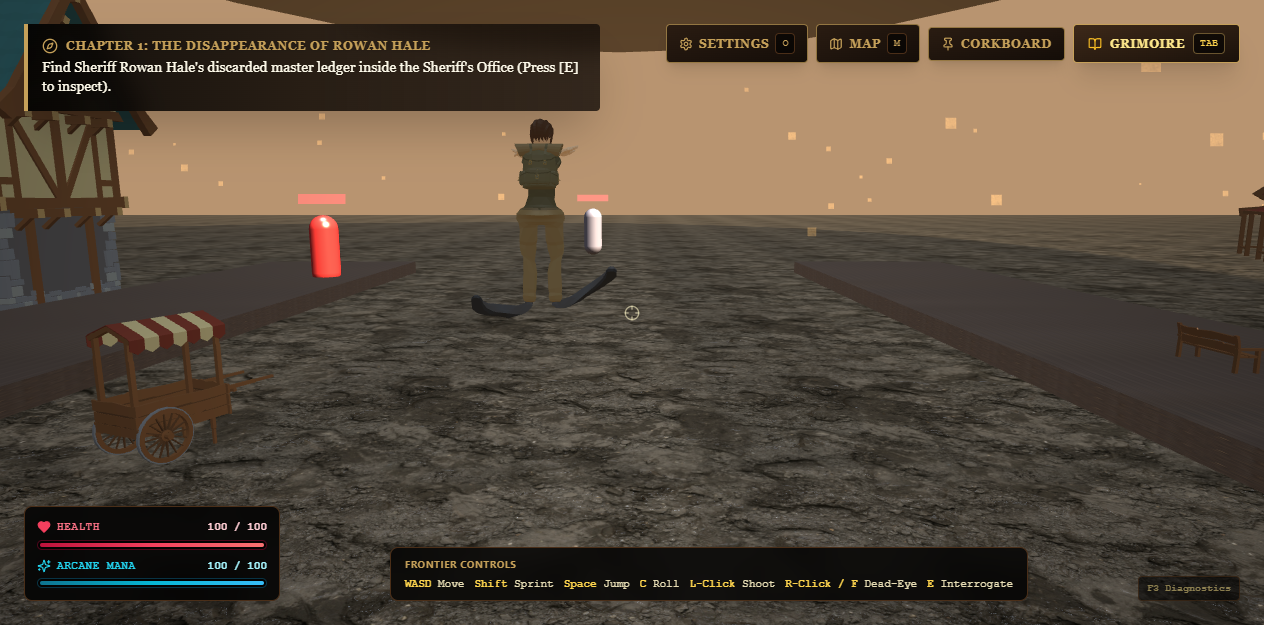 CHAPTER 1: THE DISAPPEARANCE OF ROWAN HALE
Find Sheriff Rowan Hale's discarded master ledger inside the Sheriff's Office (Press [E]
to inspect).
SETTINGS O
MAP M
CORKBOARD
GRIMOIRE TAB
HEALTH 100 / 100
ARCANE MANA 100 / 100
FRONTIER CONTROLS
WASD Move Shift Sprint Space Jump C Roll L-Click Shoot R-Click / F Dead-Eye E Interrogate
F3 Diagnostics